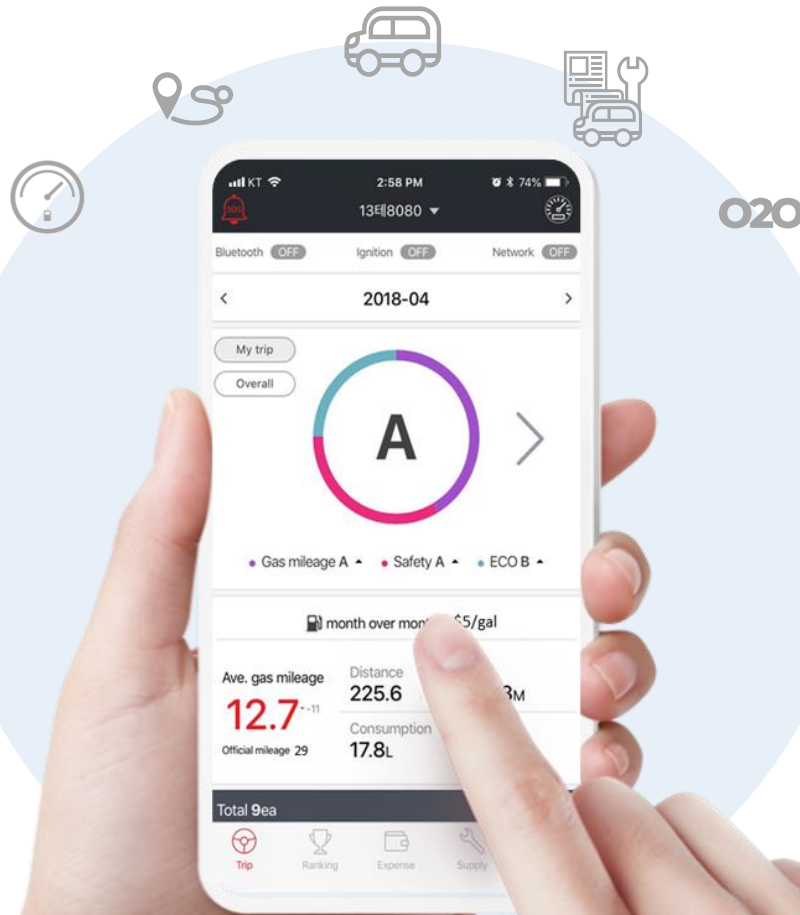 O2O
KT 2:58 PM 74%
SOS 13테8080
Bluetooth OFF Ignition OFF Network OFF
2018-04
My trip
Overall
A
Gas mileage A Safety A ECO B
month over $5/gal
Ave. gas mileage
12.7 -11
Official mileage 29
Distance
225.6
M
Consumption
17.8L
Total 9ea
Trip Ranking Expense Supply